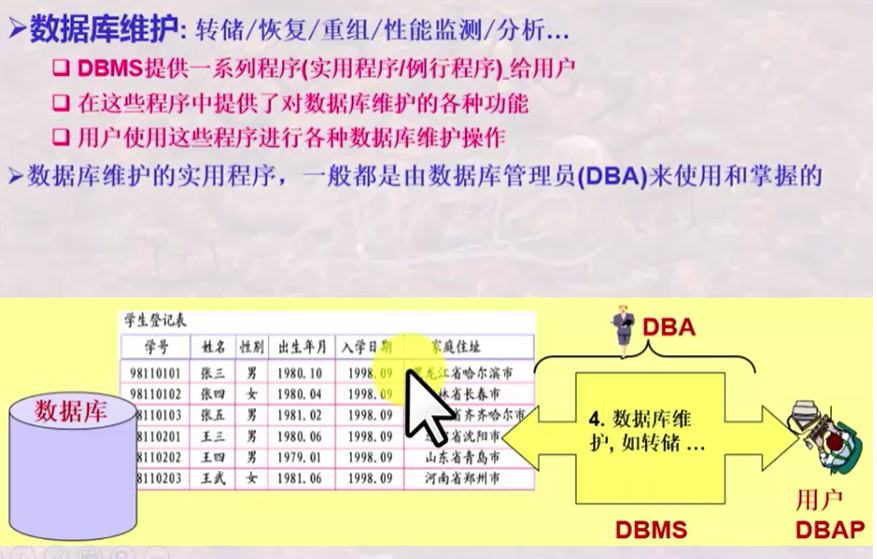 ➢数据库维护: 转储/恢复/重组/性能监测/分析...
❑ DBMS提供一系列程序(实用程序/例行程序) 给用户
❑ 在这些程序中提供了对数据库维护的各种功能
❑ 用户使用这些程序进行各种数据库维护操作
➢数据库维护的实用程序，一般都是由数据库管理员(DBA)来使用和掌握的
学生登记表
学号 姓名 性别 出生年月 入学日期 家庭住址
98110101 张三 男 1980.10 1998.09 龙江省哈尔滨市
98110102 张四 女 1980.04 1998.09 林省长春市
8110103 张五 男 1981.02 1998.09 省齐齐哈尔市
8110201 王三 男 1980.06 1998.09 省沈阳市
8110202 王四 男 1979.01 1998.09 山东省青岛市
8110203 王武 女 1981.06 1998.09 河南省郑州市
数据库
DBA
4. 数据库维
护, 如转储 ...
DBMS
用户
DBAP